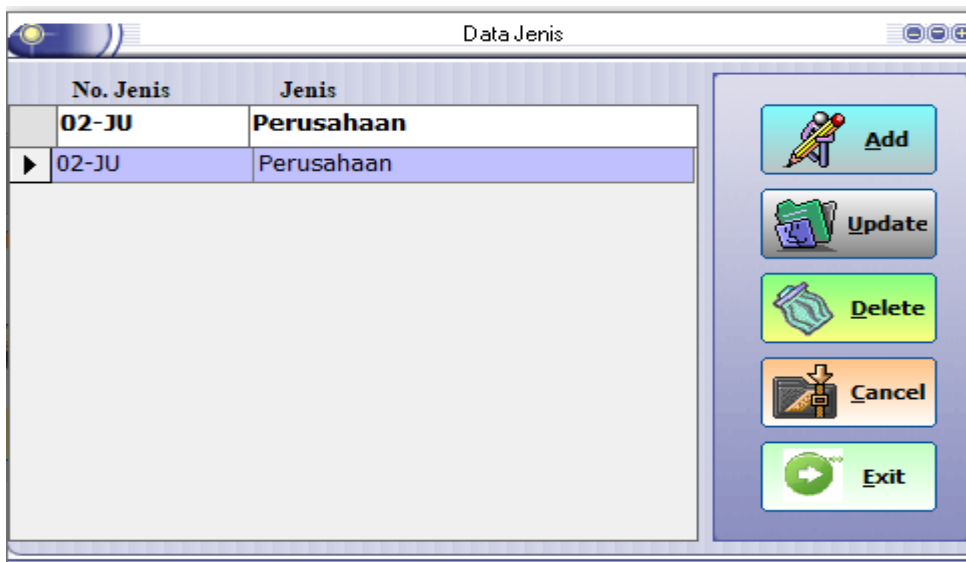 Data Jenis
No. Jenis Jenis
02-JU Perusahaan
02-JU Perusahaan
Add
Update
Delete
Cancel
Exit